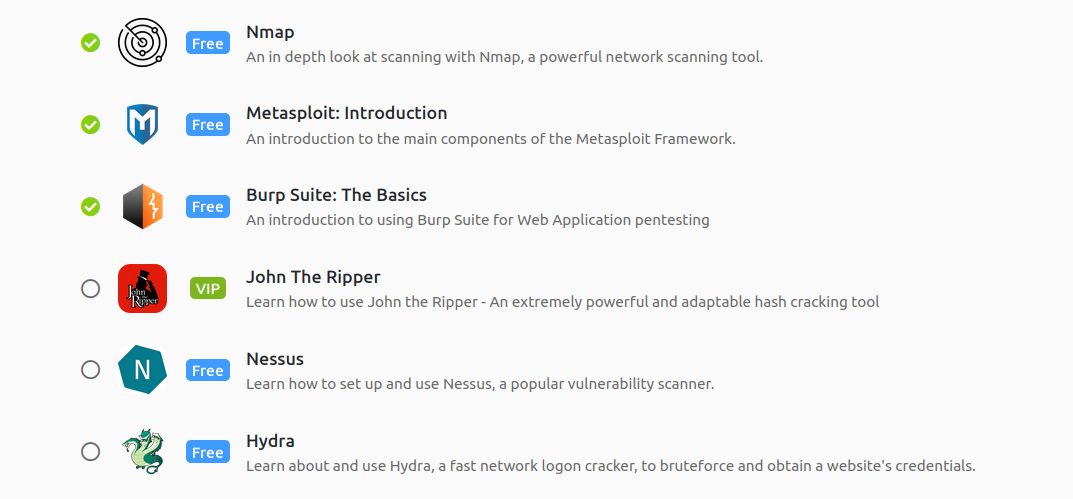 Free
Nmap
An in depth look at scanning with Nmap, a powerful network scanning tool.
Free
Metasploit: Introduction
An introduction to the main components of the Metasploit Framework.
Free
Burp Suite: The Basics
An introduction to using Burp Suite for Web Application pentesting
John the Ripper
VIP
John The Ripper
Learn how to use John the Ripper - An extremely powerful and adaptable hash cracking tool
N
Free
Nessus
Learn how to set up and use Nessus, a popular vulnerability scanner.
Free
Hydra
Learn about and use Hydra, a fast network logon cracker, to bruteforce and obtain a website's credentials.